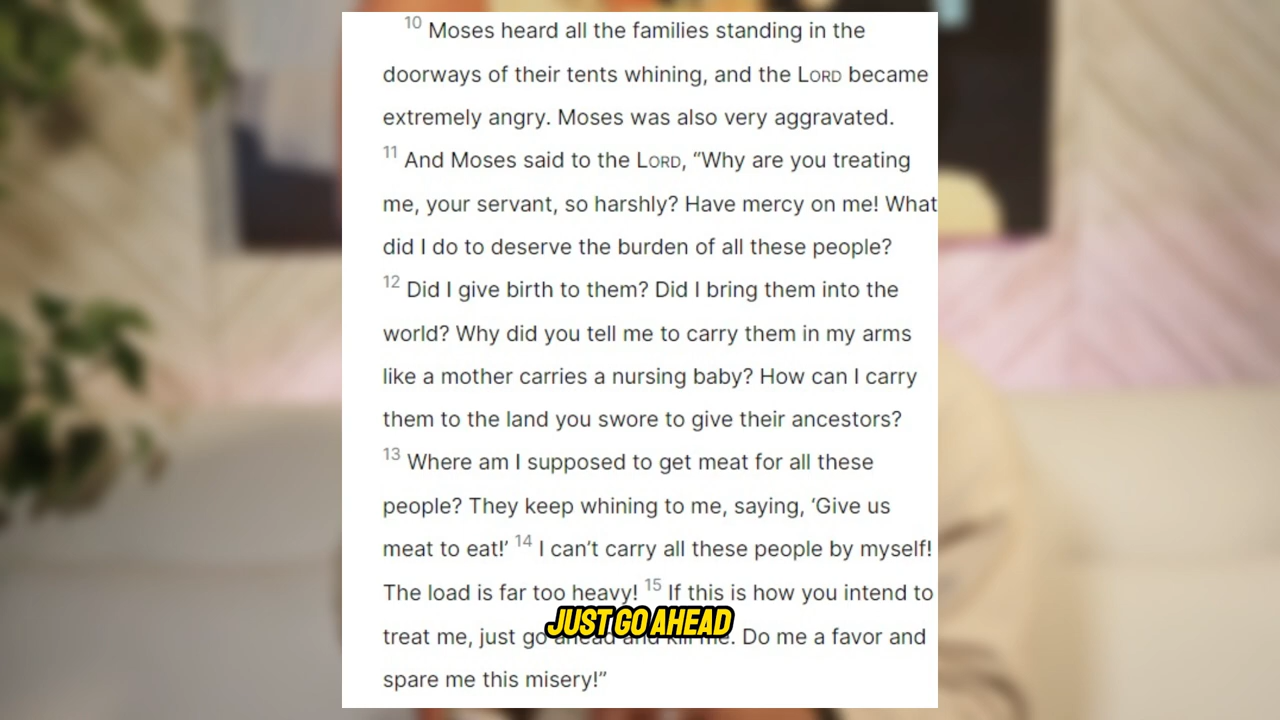 10 Moses heard all the families standing in the
doorways of their tents whining, and the LORD became
extremely angry. Moses was also very aggravated.
11 And Moses said to the LORD, “Why are you treating
me, your servant, so harshly? Have mercy on me! What
did I do to deserve the burden of all these people?
12 Did I give birth to them? Did I bring them into the
world? Why did you tell me to carry them in my arms
like a mother carries a nursing baby? How can I carry
them to the land you swore to give their ancestors?
13 Where am I supposed to get meat for all these
people? They keep whining to me, saying, ‘Give us
meat to eat!’ 14 I can’t carry all these people by myself!
The load is far too heavy! 15 If this is how you intend to
JUST GO AHEAD
treat me, just go ahead and kill me. Do me a favor and
spare me this misery!”